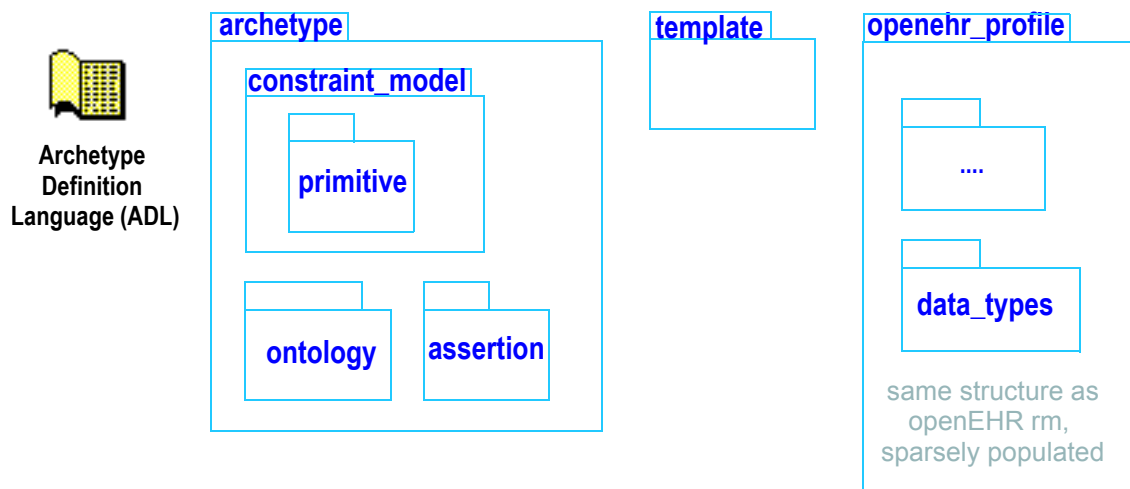 Archetype
Definition
Language (ADL)
archetype
constraint_model
primitive
ontology
assertion
template
openehr_profile
....
data_types
same structure as
openEHR rm,
sparsely populated